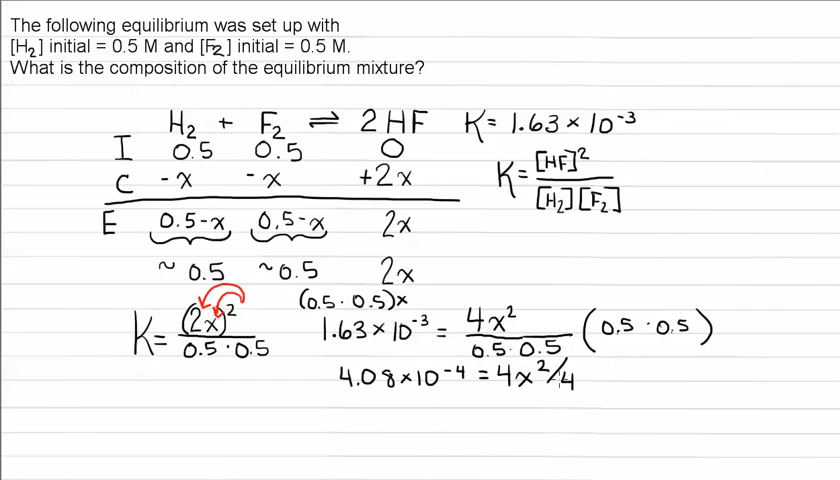 The following equilibrium was set up with
[H₂] initial = 0.5 M and [F₂] initial = 0.5 M.
What is the composition of the equilibrium mixture?
H₂ + F₂ ⇌ 2HF K = 1.63 × 10⁻³
I 0.5 0.5 0
C -x -x +2x
K = [HF]² / [H₂][F₂]
E 0.5-x 0.5-x 2x
~0.5 ~0.5 2x
(0.5 · 0.5)x
K = (2x)² / 0.5 · 0.5
1.63 × 10⁻³ = 4x² / 0.5 · 0.5 (0.5 · 0.5)
4.08 × 10⁻⁴ = 4x²/4